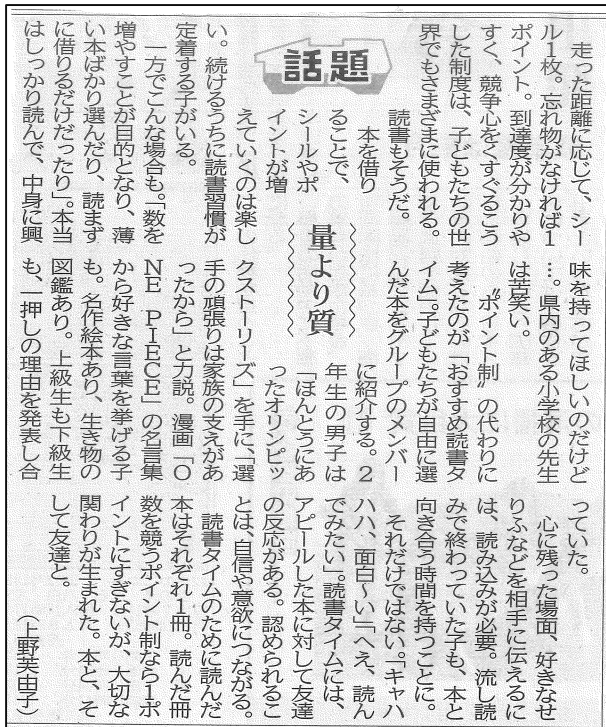 話題
量より質
走った距離に応じて、シー
ル1枚。忘れ物がなければ1
ポイント。到達度が分かりや
すく、競争心をくすぐるこう
した制度は、子どもたちの世
界でもさまざまに使われる。
読書もそうだ。
本を借り
ることで、
シールやポ
イントが増
えていくのは楽し
い。続けるうちに読書習慣が
定着する子がいる。
一方でこんな場合も。「数を
増やすことが目的となり、薄
い本ばかり選んだり、読まず
に借りるだけだったり」。本当
はしっかり読んで、中身に興
味を持ってほしいのだけど
…。県内のある小学校の先生
は苦笑い。
〝ポイント制〟の代わりに
考えたのが「おすすめ読書タ
イム」。子どもたちが自由に選
んだ本をグループのメンバー
に紹介する。2
年生の男子は
「ほんとうにあ
ったオリンピッ
クストーリーズ」を手に、「選
手の頑張りは家族の支えがあ
ったから」と力説。漫画「O
NE PIECE」の名言集
から好きな言葉を挙げる子
も。名作絵本あり、生き物の
図鑑あり。上級生も下級生
も、一押しの理由を発表し合
っていた。
心に残った場面、好きなせ
りふなどを相手に伝えるに
は、読み込みが必要。流し読
みで終わっていた子も、本と
向き合う時間を持つことに。
それだけではない。「キャハ
ハハ、面白〜い」「へえ、読ん
でみたい」。読書タイムには、
アピールした本に対して友達
の反応がある。認められるこ
とは、自信や意欲につながる。
読書タイムのために読んだ
本はそれぞれ1冊。読んだ冊
数を競うポイント制なら1ポ
イントにすぎないが、大切な
関わりが生まれた。本と、そ
して友達と。
（上野芙由子）